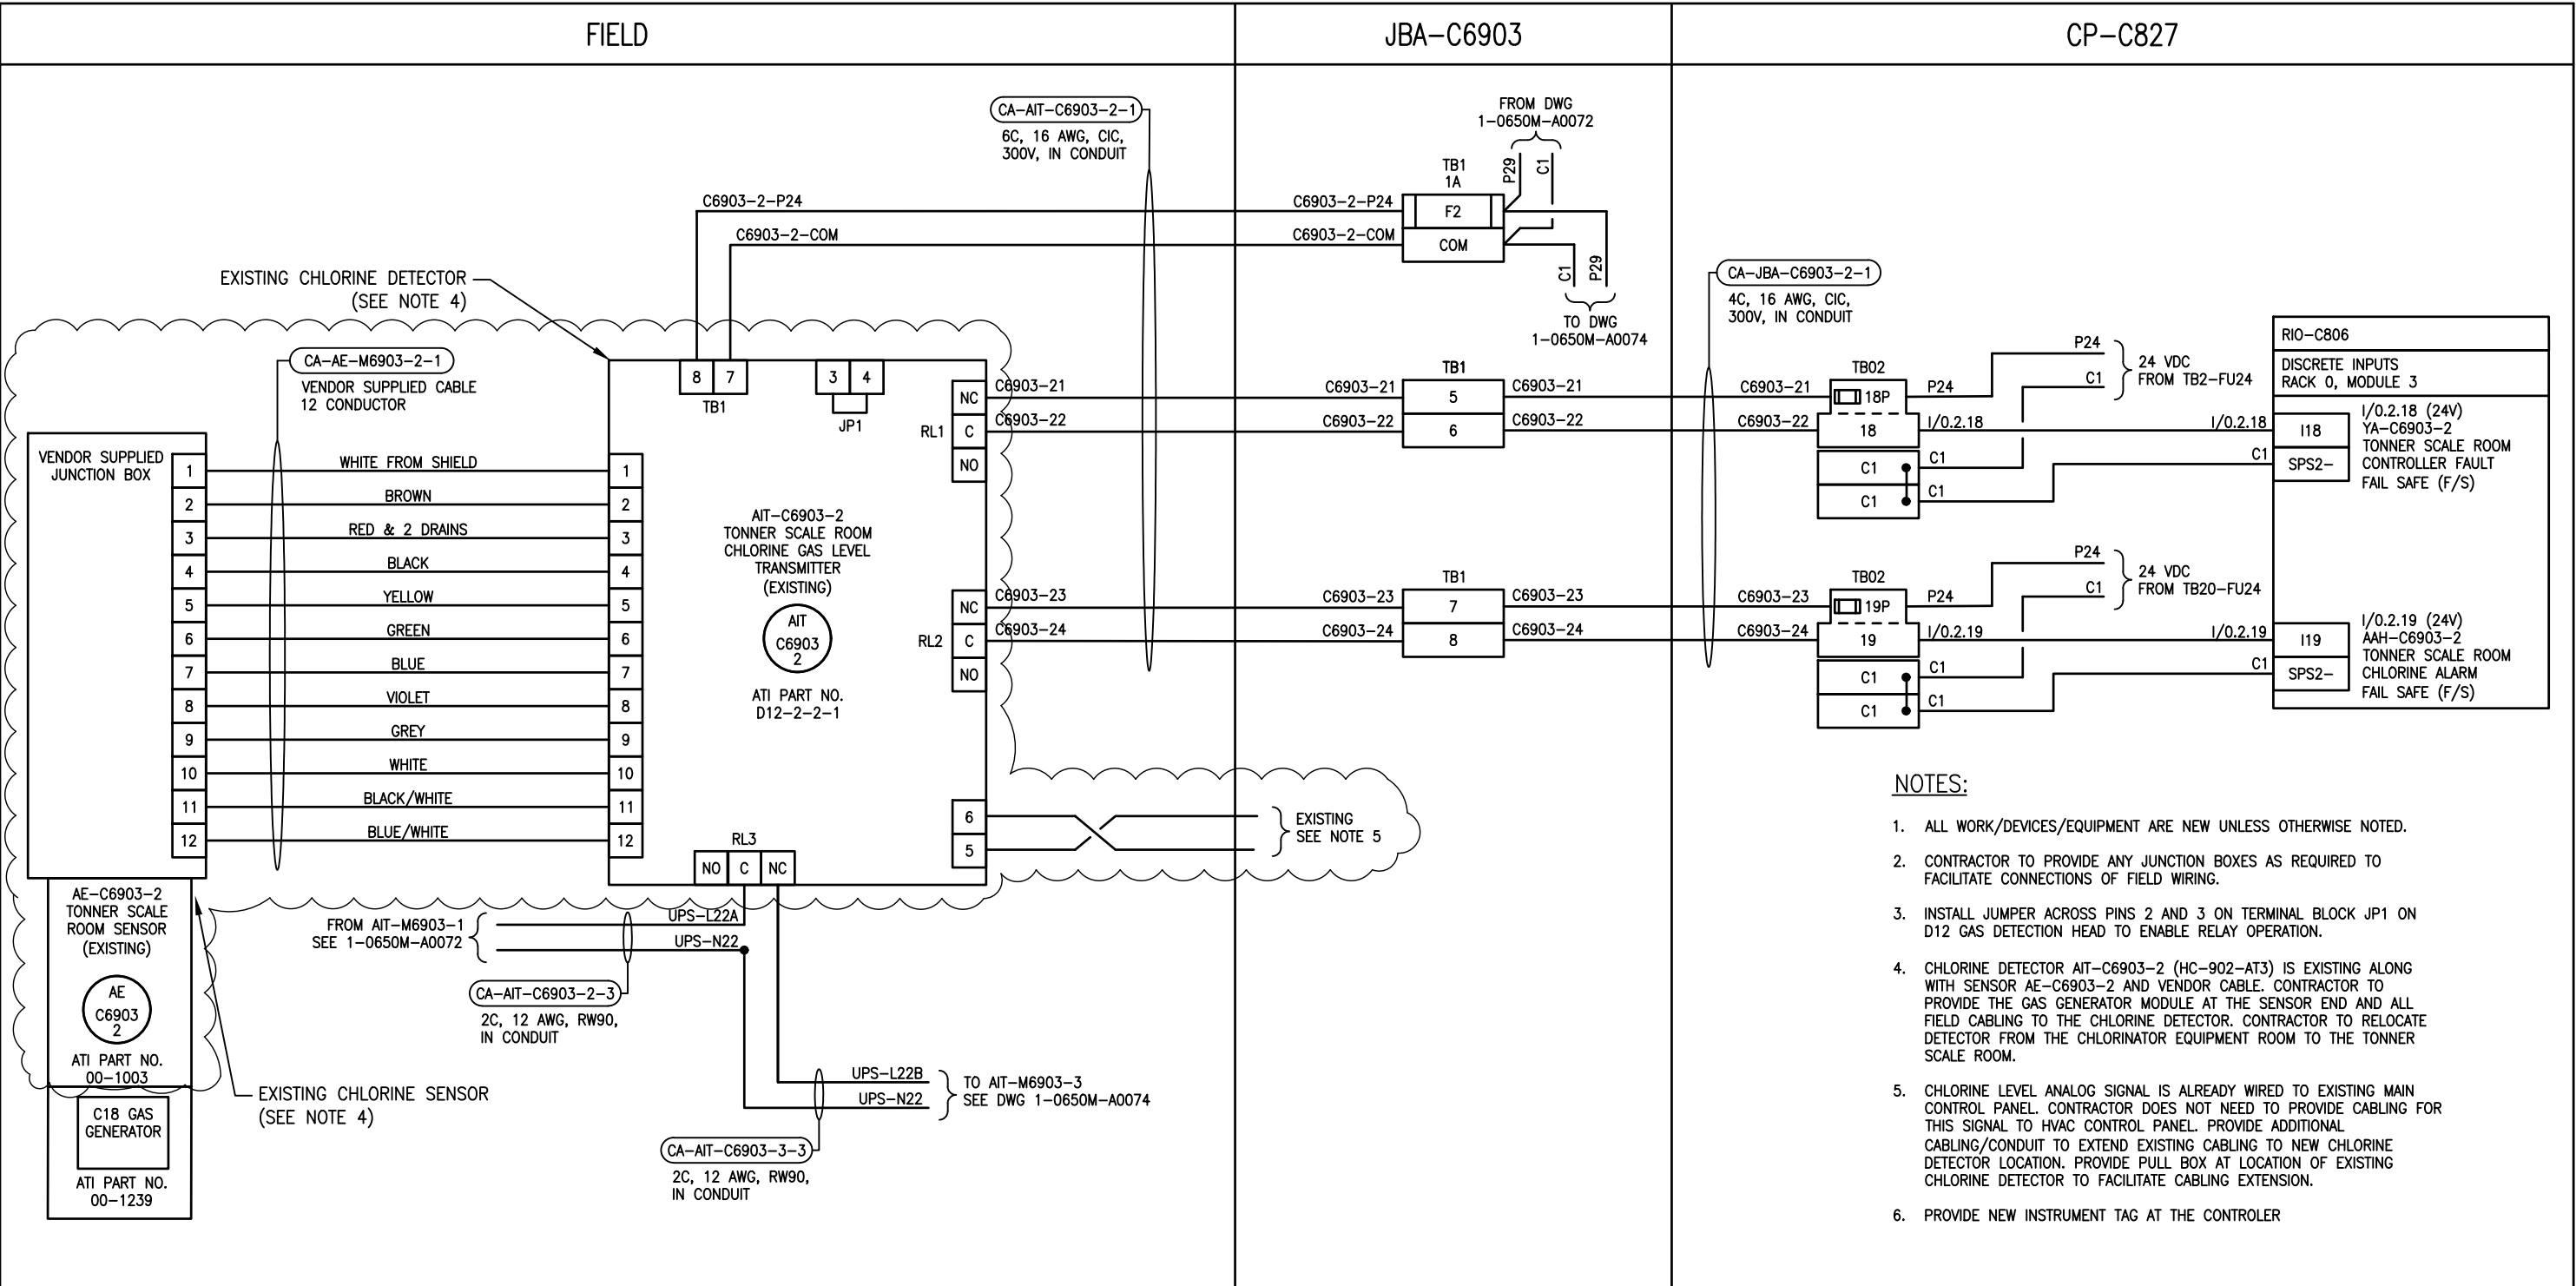 FIELD
JBA-C6903
CP-C827
CA-AIT-C6903-2-1
6C, 16 AWG, CIC,
300V, IN CONDUIT
FROM DWG
1-0650M-A0072
P29
C1
TB1
1A
C6903-2-P24
C6903-2-P24
F2
C6903-2-COM
C6903-2-COM
COM
C1
P29
TO DWG
1-0650M-A0074
EXISTING CHLORINE DETECTOR
(SEE NOTE 4)
CA-JBA-C6903-2-1
4C, 16 AWG, CIC,
300V, IN CONDUIT
CA-AE-M6903-2-1
VENDOR SUPPLIED CABLE
12 CONDUCTOR
8
7
TB1
3
4
JP1
VENDOR SUPPLIED
JUNCTION BOX
1
WHITE FROM SHIELD
1
2
BROWN
2
3
RED & 2 DRAINS
3
4
BLACK
4
5
YELLOW
5
6
GREEN
6
7
BLUE
7
8
VIOLET
8
9
GREY
9
10
WHITE
10
11
BLACK/WHITE
11
12
BLUE/WHITE
12
AIT-C6903-2
TONNER SCALE ROOM
CHLORINE GAS LEVEL
TRANSMITTER
(EXISTING)
AIT
C6903
2
ATI PART NO.
D12-2-2-1
RL1
NC
C
NO
C6903-21
C6903-22
C6903-21
C6903-22
TB1
5
6
C6903-21
C6903-22
C6903-21
C6903-22
TB02
18P
18
C1
C1
P24
I/0.2.18
C1
C1
P24
C1
24 VDC
FROM TB2-FU24
I/0.2.18
C1
RIO-C806
DISCRETE INPUTS
RACK 0, MODULE 3
I18
SPS2-
I/0.2.18 (24V)
YA-C6903-2
TONNER SCALE ROOM
CONTROLLER FAULT
FAIL SAFE (F/S)
RL2
NC
C
NO
C6903-23
C6903-24
C6903-23
C6903-24
TB1
7
8
C6903-23
C6903-24
C6903-23
C6903-24
TB02
19P
19
C1
C1
P24
I/0.2.19
C1
C1
P24
C1
24 VDC
FROM TB20-FU24
I/0.2.19
C1
I19
SPS2-
I/0.2.19 (24V)
AAH-C6903-2
TONNER SCALE ROOM
CHLORINE ALARM
FAIL SAFE (F/S)
6
5
EXISTING
SEE NOTE 5
RL3
NO
C
NC
AE-C6903-2
TONNER SCALE
ROOM SENSOR
(EXISTING)
AE
C6903
2
ATI PART NO.
00-1003
C18 GAS
GENERATOR
ATI PART NO.
00-1239
FROM AIT-M6903-1
SEE 1-0650M-A0072
UPS-L22A
UPS-N22
CA-AIT-C6903-2-3
2C, 12 AWG, RW90,
IN CONDUIT
EXISTING CHLORINE SENSOR
(SEE NOTE 4)
UPS-L22B
UPS-N22
TO AIT-M6903-3
SEE DWG 1-0650M-A0074
CA-AIT-C6903-3-3
2C, 12 AWG, RW90,
IN CONDUIT
NOTES:
1. ALL WORK/DEVICES/EQUIPMENT ARE NEW UNLESS OTHERWISE NOTED.
2. CONTRACTOR TO PROVIDE ANY JUNCTION BOXES AS REQUIRED TO
FACILITATE CONNECTIONS OF FIELD WIRING.
3. INSTALL JUMPER ACROSS PINS 2 AND 3 ON TERMINAL BLOCK JP1 ON
D12 GAS DETECTION HEAD TO ENABLE RELAY OPERATION.
4. CHLORINE DETECTOR AIT-C6903-2 (HC-902-AT3) IS EXISTING ALONG
WITH SENSOR AE-C6903-2 AND VENDOR CABLE. CONTRACTOR TO
PROVIDE THE GAS GENERATOR MODULE AT THE SENSOR END AND ALL
FIELD CABLING TO THE CHLORINE DETECTOR. CONTRACTOR TO RELOCATE
DETECTOR FROM THE CHLORINATOR EQUIPMENT ROOM TO THE TONNER
SCALE ROOM.
5. CHLORINE LEVEL ANALOG SIGNAL IS ALREADY WIRED TO EXISTING MAIN
CONTROL PANEL. CONTRACTOR DOES NOT NEED TO PROVIDE CABLING FOR
THIS SIGNAL TO HVAC CONTROL PANEL. PROVIDE ADDITIONAL
CABLING/CONDUIT TO EXTEND EXISTING CABLING TO NEW CHLORINE
DETECTOR LOCATION. PROVIDE PULL BOX AT LOCATION OF EXISTING
CHLORINE DETECTOR TO FACILITATE CABLING EXTENSION.
6. PROVIDE NEW INSTRUMENT TAG AT THE CONTROLER